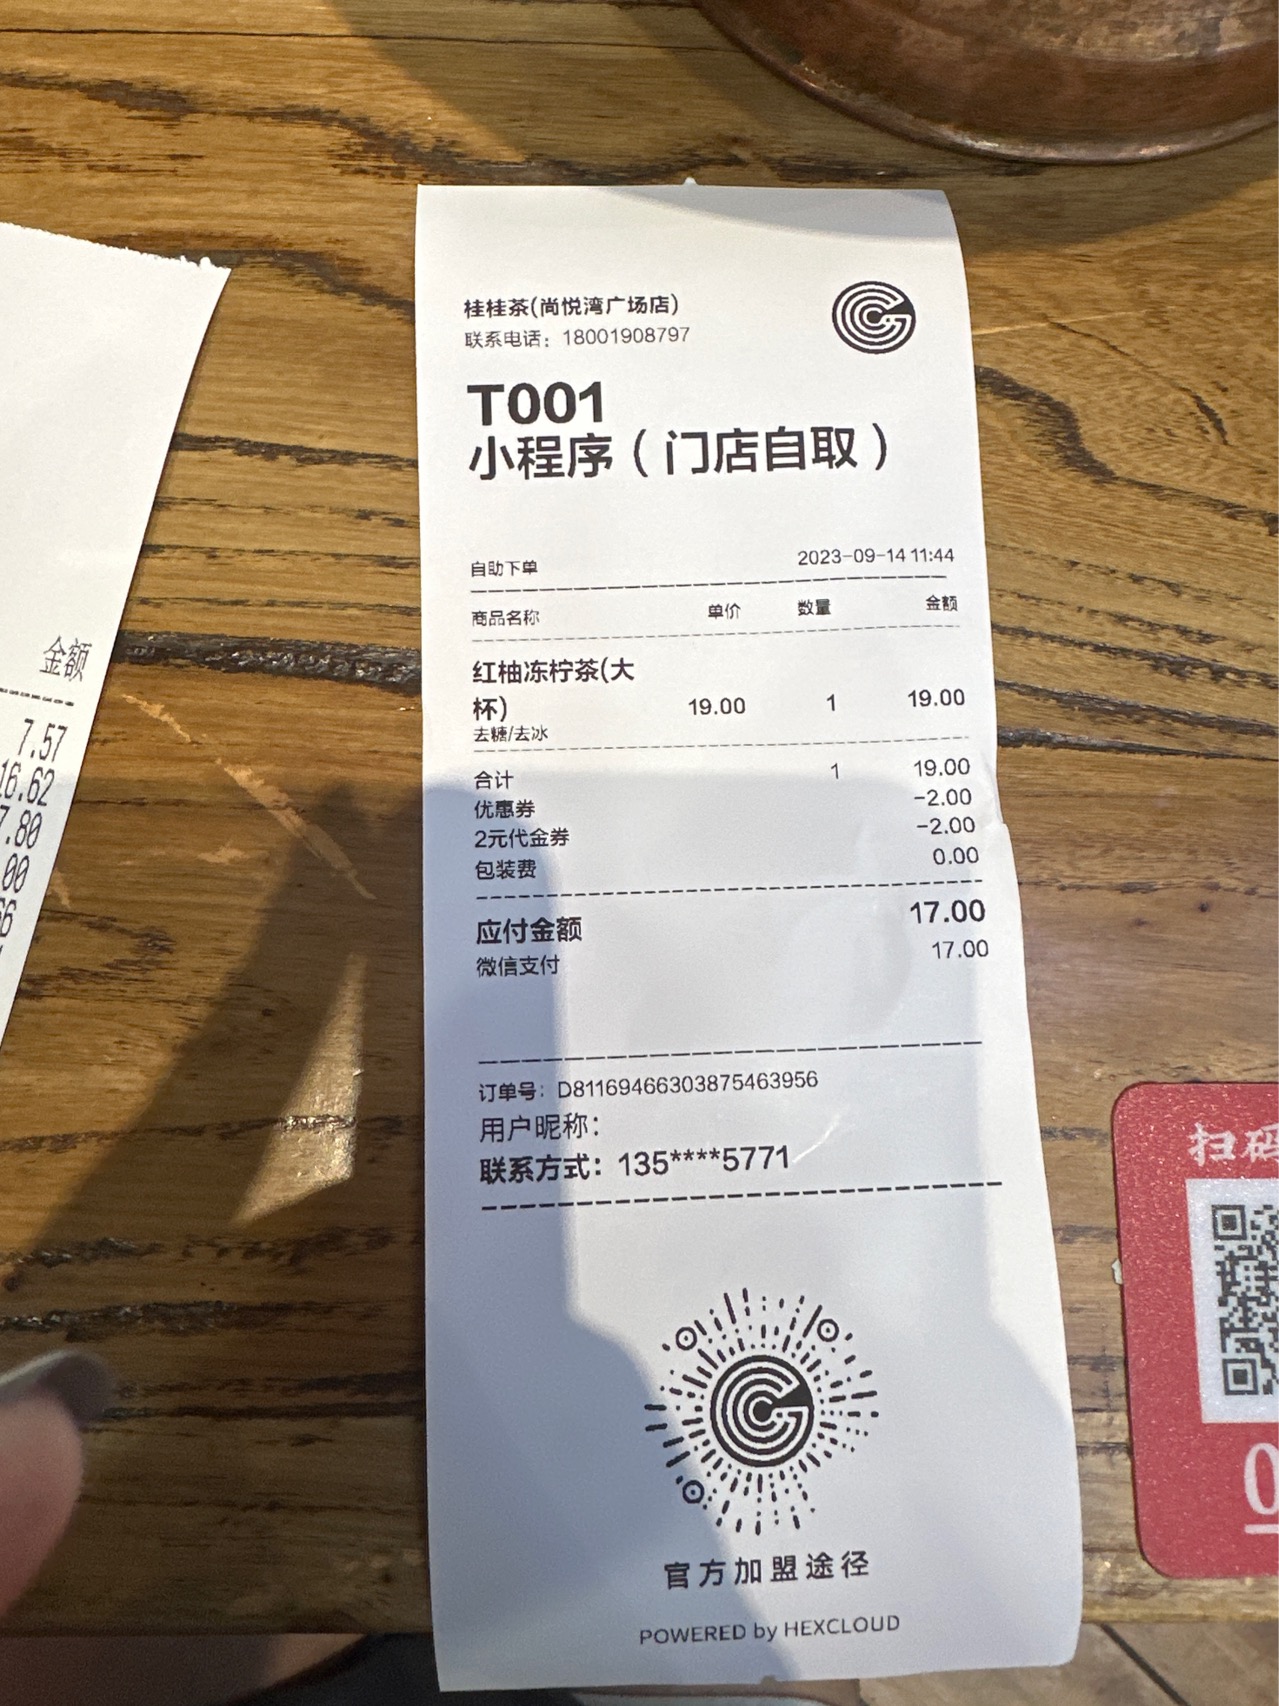 桂桂茶(尚悦湾广场店)
联系电话：18001908797
T001
小程序（门店自取）
自助下单 2023-09-14 11:44
商品名称 单价 数量 金额
红柚冻柠茶(大
杯) 19.00 1 19.00
去糖/去冰
合计 1 19.00
优惠券 -2.00
2元代金券 -2.00
包装费 0.00
应付金额 17.00
微信支付 17.00
订单号：D81169466303875463956
用户昵称：
联系方式：135****5771
官方加盟途径
POWERED by HEXCLOUD
金额
7.57
16.62
7.80
扫码